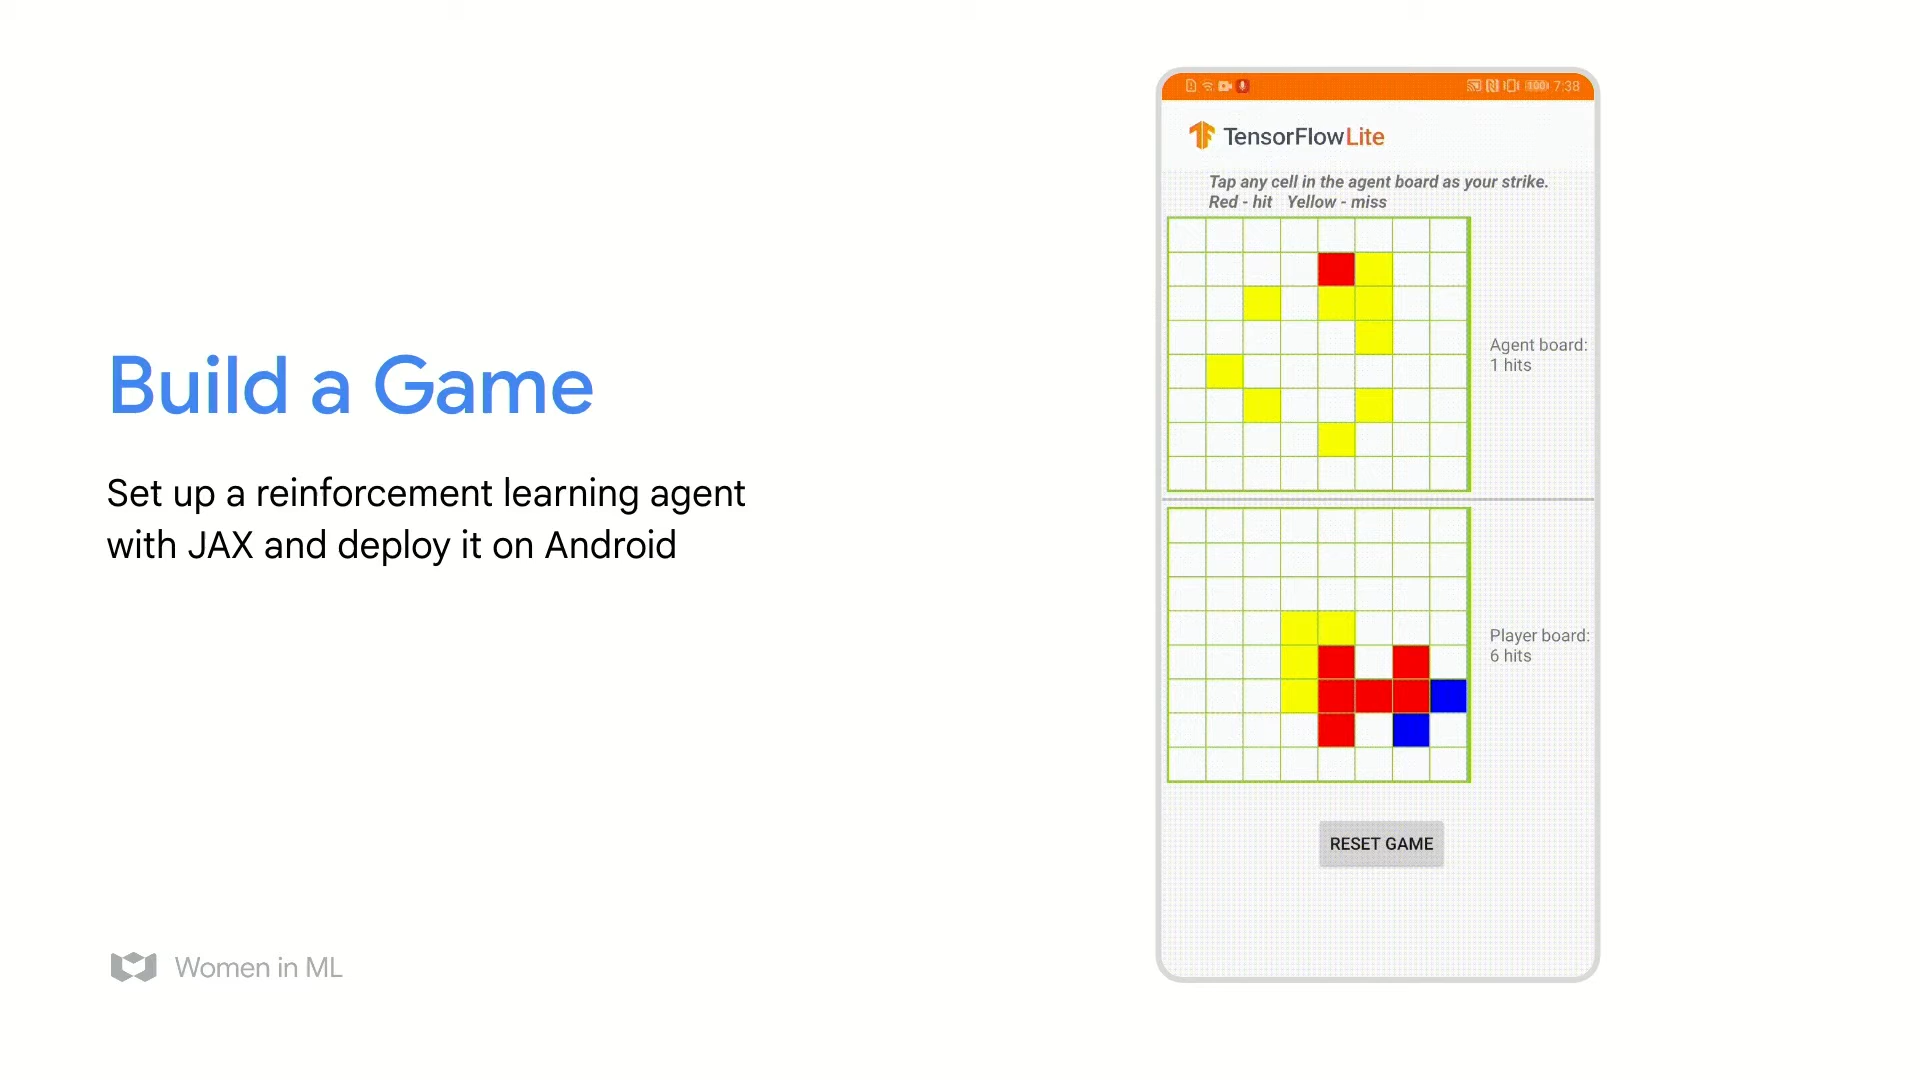 Build a Game
Set up a reinforcement learning agent
with JAX and deploy it on Android
Women in ML
100 7:38
TensorFlowLite
Tap any cell in the agent board as your strike.
Red - hit Yellow - miss
Agent board:
1 hits
Player board:
6 hits
RESET GAME